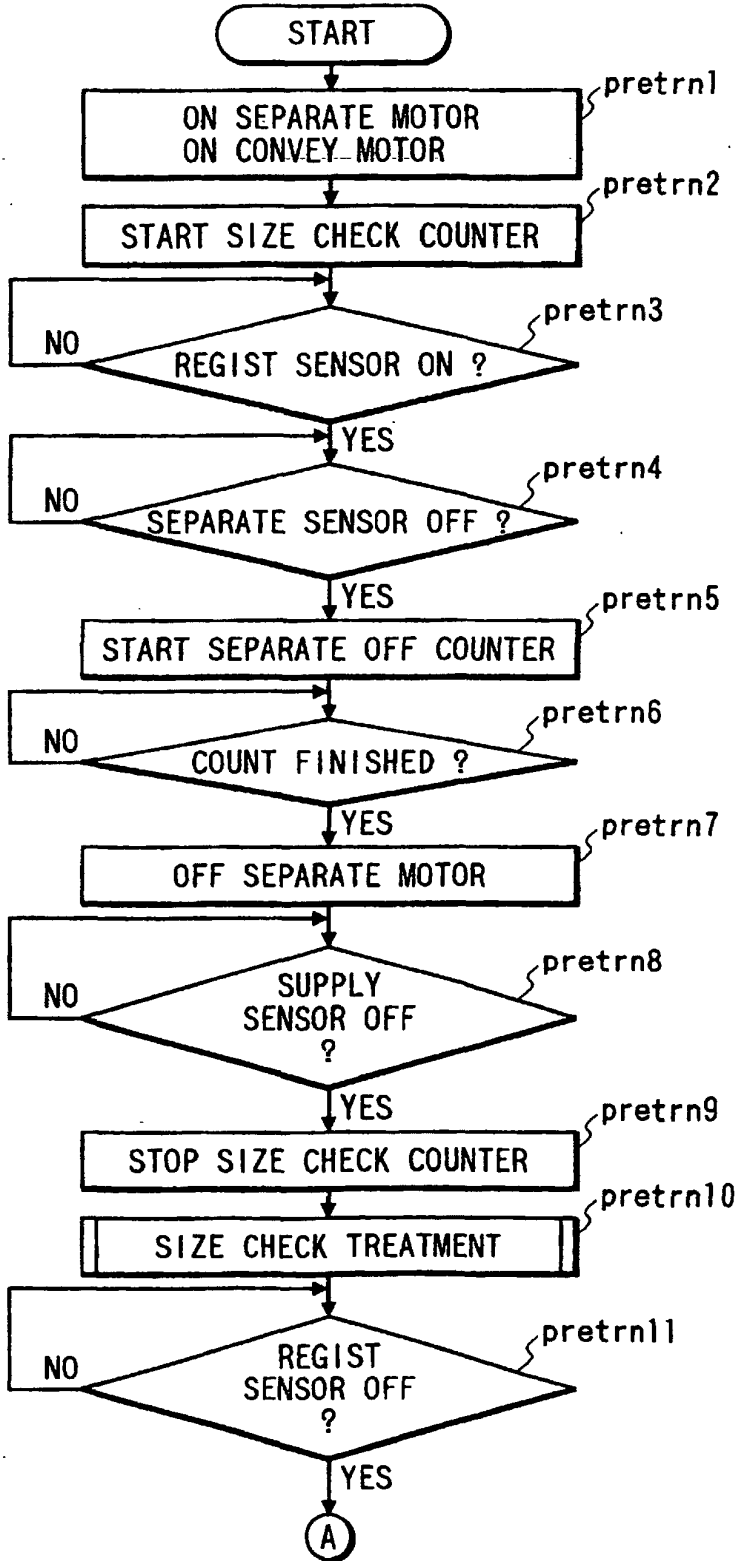 START
pretrn1
ON SEPARATE MOTOR
ON CONVEY MOTOR
pretrn2
START SIZE CHECK COUNTER
pretrn3
NO
REGIST SENSOR ON ?
YES
pretrn4
NO
SEPARATE SENSOR OFF ?
YES
pretrn5
START SEPARATE OFF COUNTER
pretrn6
NO
COUNT FINISHED ?
YES
pretrn7
OFF SEPARATE MOTOR
pretrn8
NO
SUPPLY
SENSOR OFF
?
YES
pretrn9
STOP SIZE CHECK COUNTER
pretrn10
SIZE CHECK TREATMENT
pretrn11
NO
REGIST
SENSOR OFF
?
YES
A